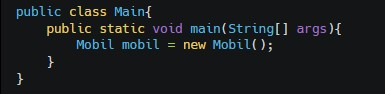 public class Main{
    public static void main(String[] args){
        Mobil mobil = new Mobil();
    }
}